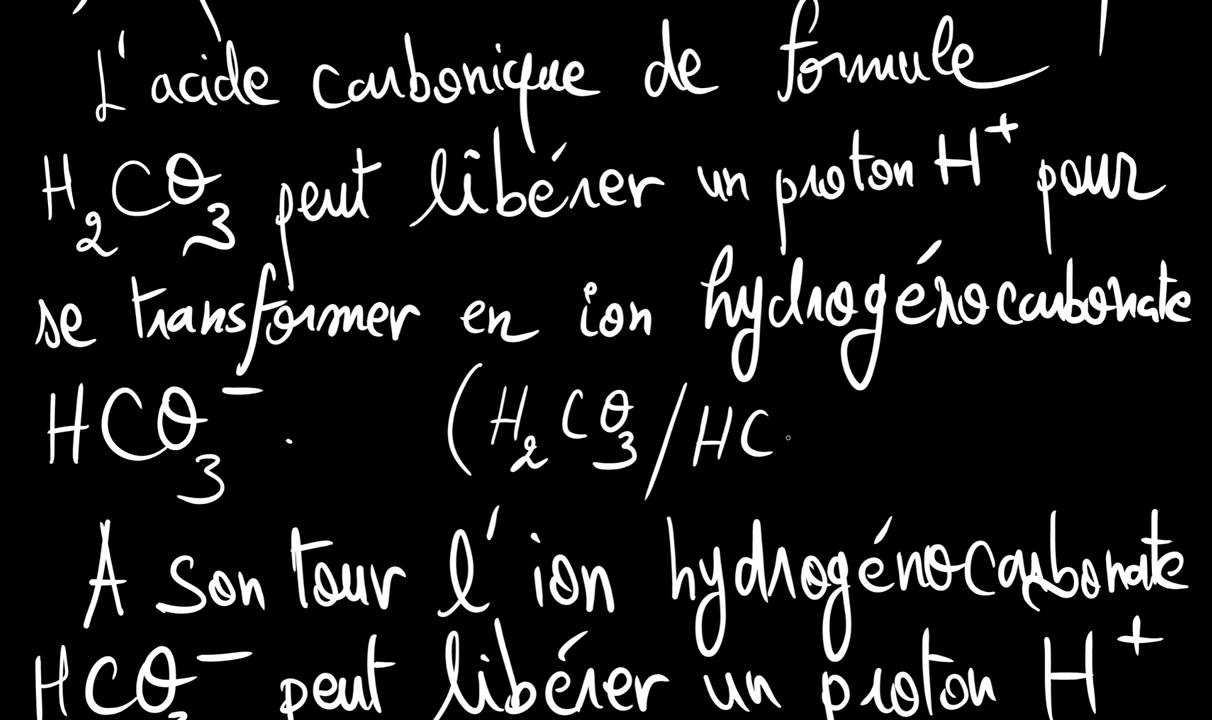 L'acide carbonique de formule
H₂CO₃ peut libérer un proton H⁺ pour
se transformer en ion hydrogénocarbonate
HCO₃⁻. (H₂CO₃/HC
A son tour l'ion hydrogénocarbonate
HCO₃⁻ peut libérer un proton H⁺